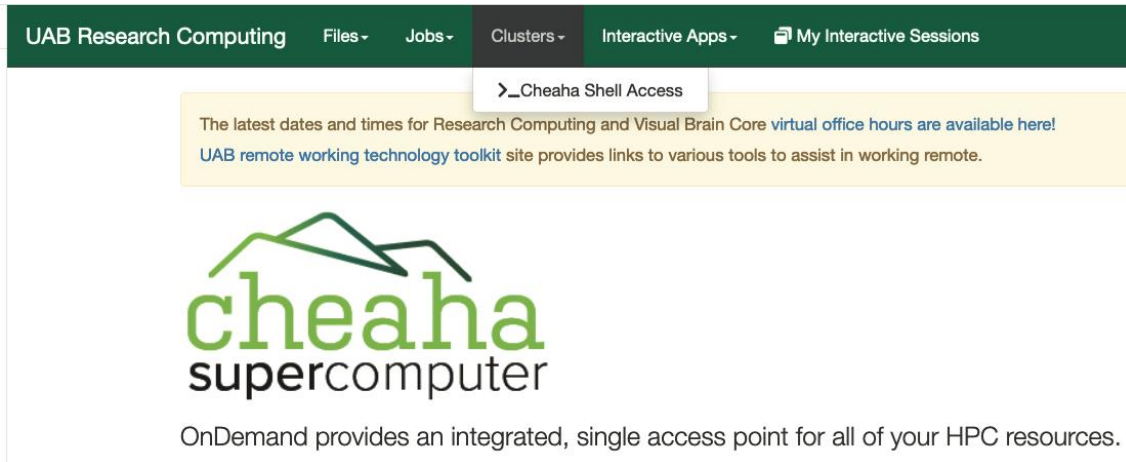 UAB Research Computing Files Jobs Clusters Interactive Apps My Interactive Sessions
>_Cheaha Shell Access
The latest dates and times for Research Computing and Visual Brain Core virtual office hours are available here!
UAB remote working technology toolkit site provides links to various tools to assist in working remote.
cheaha
supercomputer
OnDemand provides an integrated, single access point for all of your HPC resources.